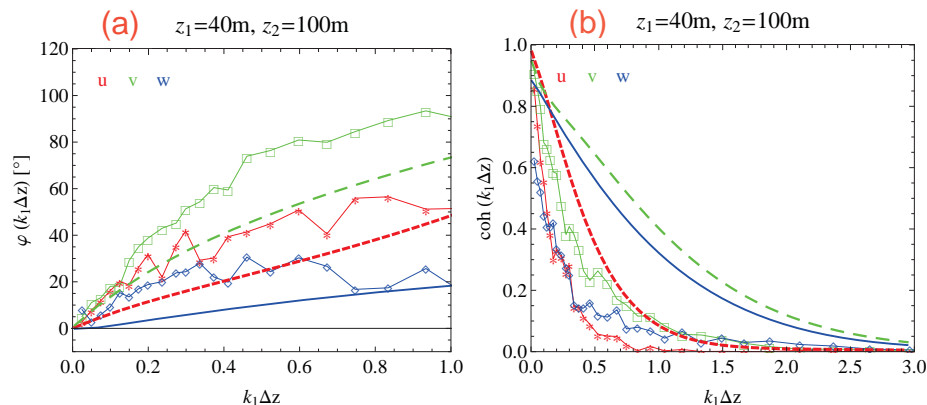 (a) z₁=40m, z₂=100m
u v w
φ (k₁Δz) [°]
120
100
80
60
40
20
0
0.0 0.2 0.4 0.6 0.8 1.0
k₁Δz
(b) z₁=40m, z₂=100m
u v w
coh (k₁Δz)
1.0
0.8
0.6
0.4
0.2
0.0
0.0 0.5 1.0 1.5 2.0 2.5 3.0
k₁Δz